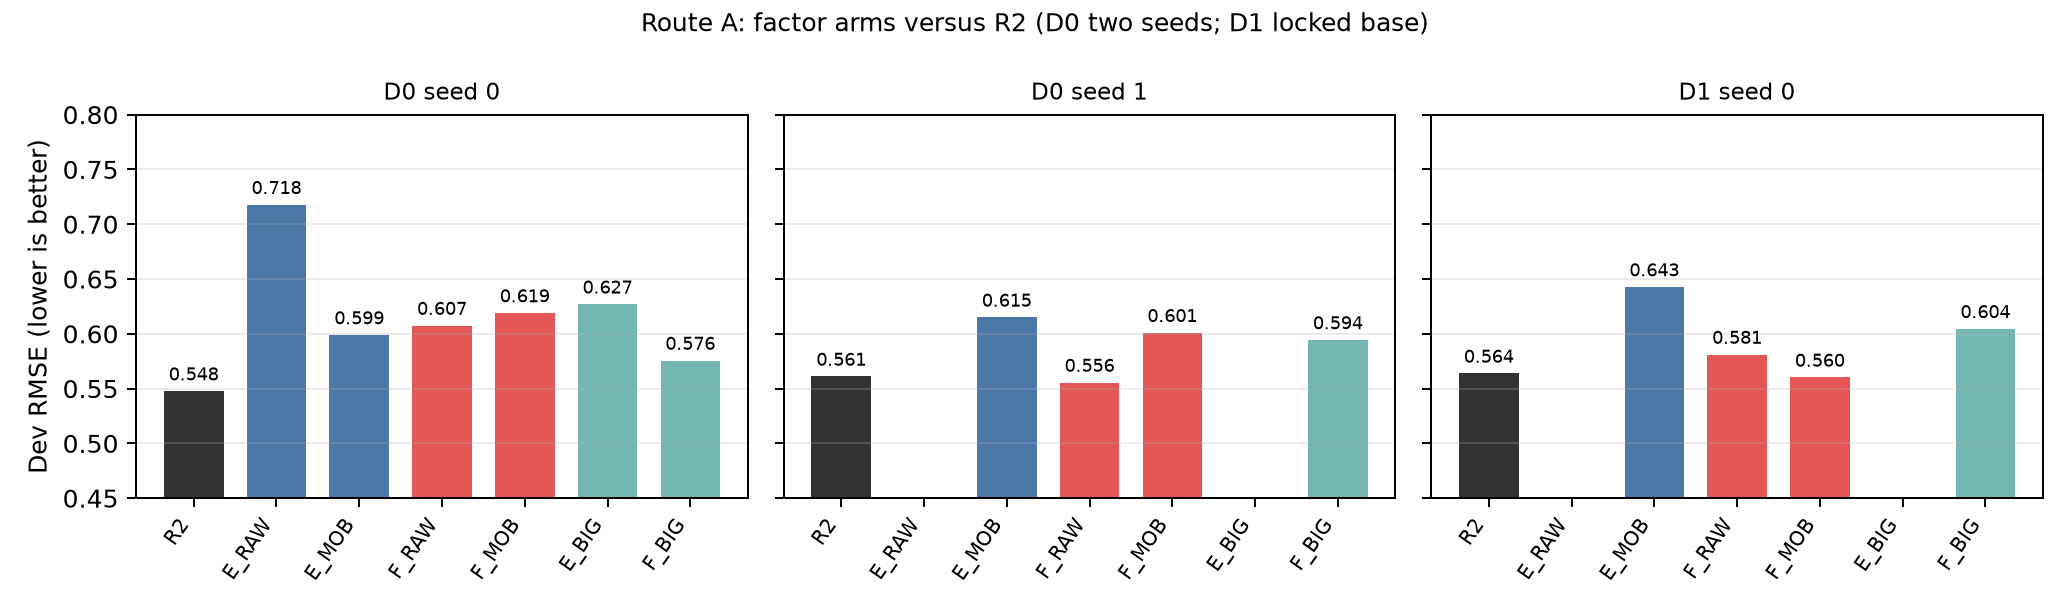 Route A: factor arms versus R2 (D0 two seeds; D1 locked base)
D0 seed 0
D0 seed 1
D1 seed 0
Dev RMSE (lower is better)
0.80
0.75
0.70
0.65
0.60
0.55
0.50
0.45
0.548
0.718
0.599
0.607
0.619
0.627
0.576
R2
E_RAW
E_MOB
F_RAW
F_MOB
E_BIG
F_BIG
0.561
0.615
0.556
0.601
0.594
R2
E_RAW
E_MOB
F_RAW
F_MOB
E_BIG
F_BIG
0.564
0.643
0.581
0.560
0.604
R2
E_RAW
E_MOB
F_RAW
F_MOB
E_BIG
F_BIG